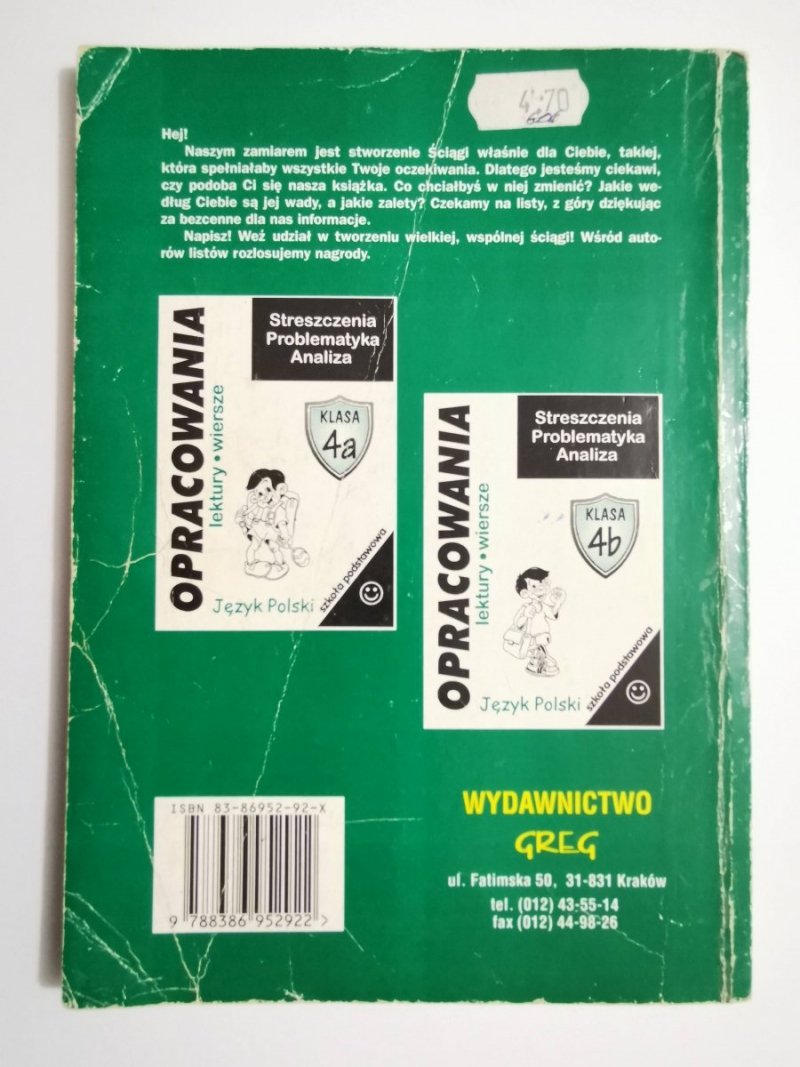 4.70
Hej!
Naszym zamiarem jest stworzenie Ściągi właśnie dla Ciebie, takiej,
która spełniałaby wszystkie Twoje oczekiwania. Dlatego jesteśmy ciekawi,
czy podoba Ci się nasza książka. Co chciałbyś w niej zmienić? Jakie we-
dług Ciebie są jej wady, a jakie zalety? Czekamy na listy, z góry dziękując
za bezcenne dla nas informacje.
Napisz! Weź udział w tworzeniu wielkiej, wspólnej ściągi! Wśród auto-
rów listów rozlosujemy nagrody.
OPRACOWANIA
lektury • wiersze
Streszczenia
Problematyka
Analiza
KLASA
4a
Język Polski
szkoła podstawowa
OPRACOWANIA
lektury • wiersze
Streszczenia
Problematyka
Analiza
KLASA
4b
Język Polski
szkoła podstawowa
ISBN 83-86952-92-X
9 788386 952922 >
WYDAWNICTWO
GREG
ul. Fatimska 50, 31-831 Kraków
tel. (012) 43-55-14
fax (012) 44-98-26